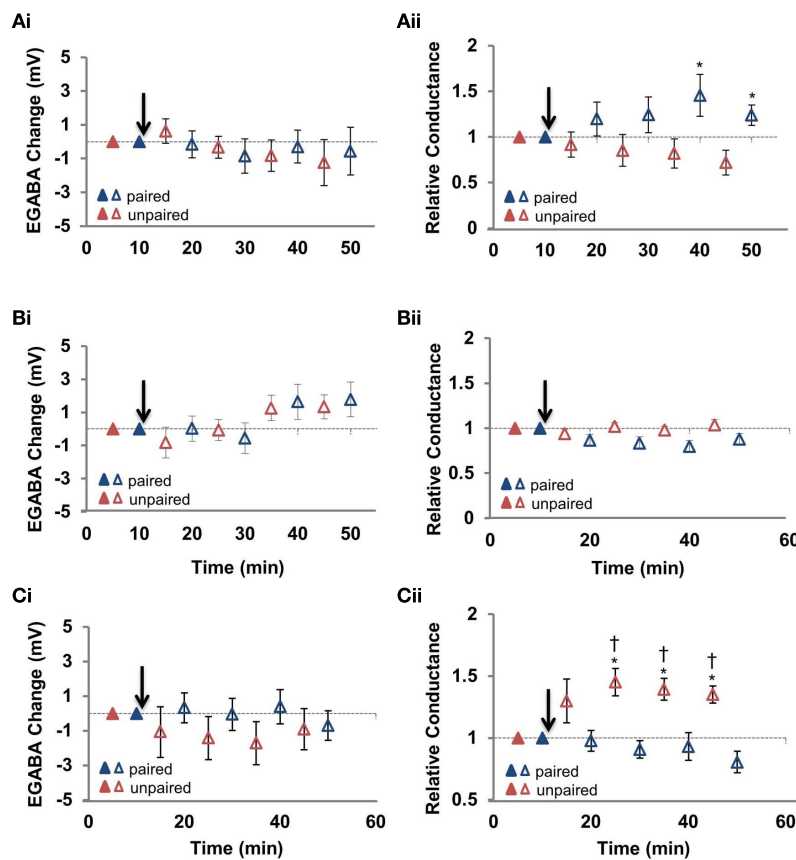 Ai
EGABA Change (mV)
5
3
1
-1
-3
-5
paired
unpaired
0 10 20 30 40 50
Aii
Relative Conductance
2
1.5
1
0.5
0
* *
paired
unpaired
0 10 20 30 40 50
Bi
EGABA Change (mV)
5
3
1
-1
-3
-5
paired
unpaired
0 10 20 30 40 50
Time (min)
Bii
Relative Conductance
2
1.5
1
0.5
0
paired
unpaired
0 20 40 60
Time (min)
Ci
EGABA Change (mV)
5
3
1
-1
-3
-5
paired
unpaired
0 20 40 60
Time (min)
Cii
Relative Conductance
2
1.5
1
0.5
† † †
* * *
paired
unpaired
0 20 40 60
Time (min)